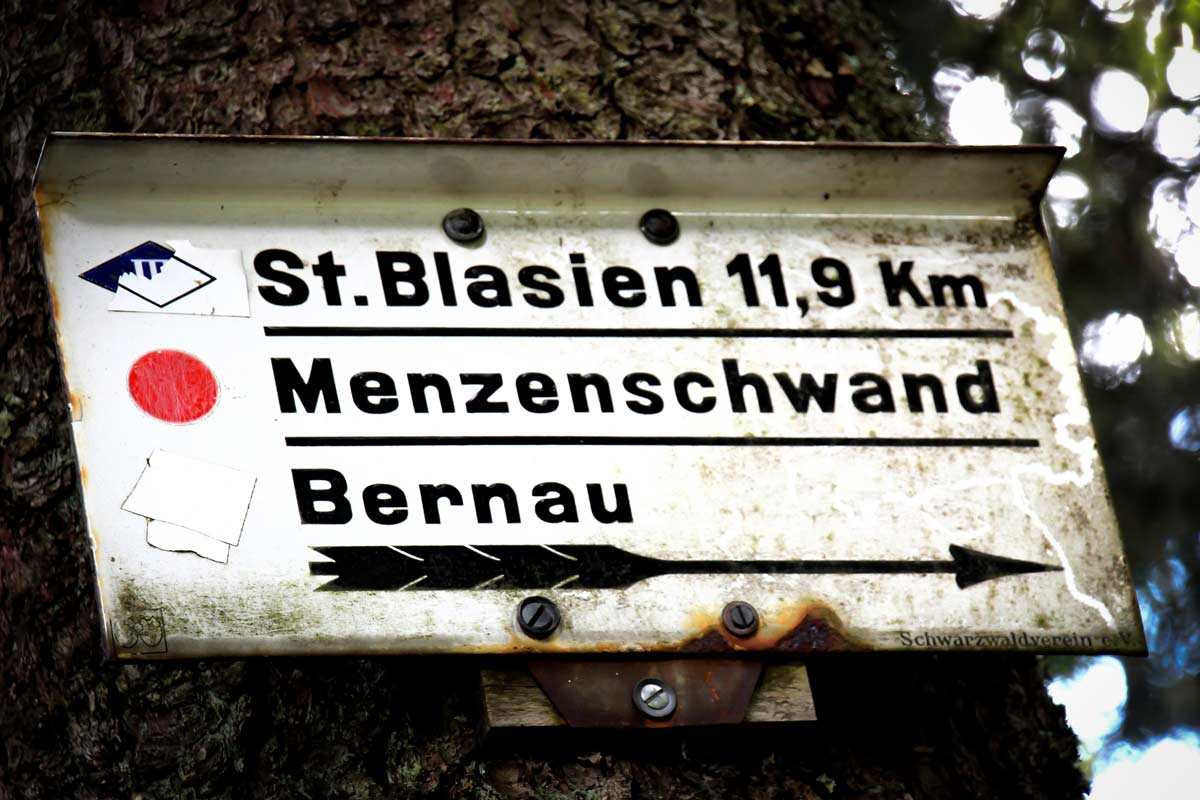 St. Blasien 11,9 Km
Menzenschwand
Bernau
Schwarzwaldverein e.V.